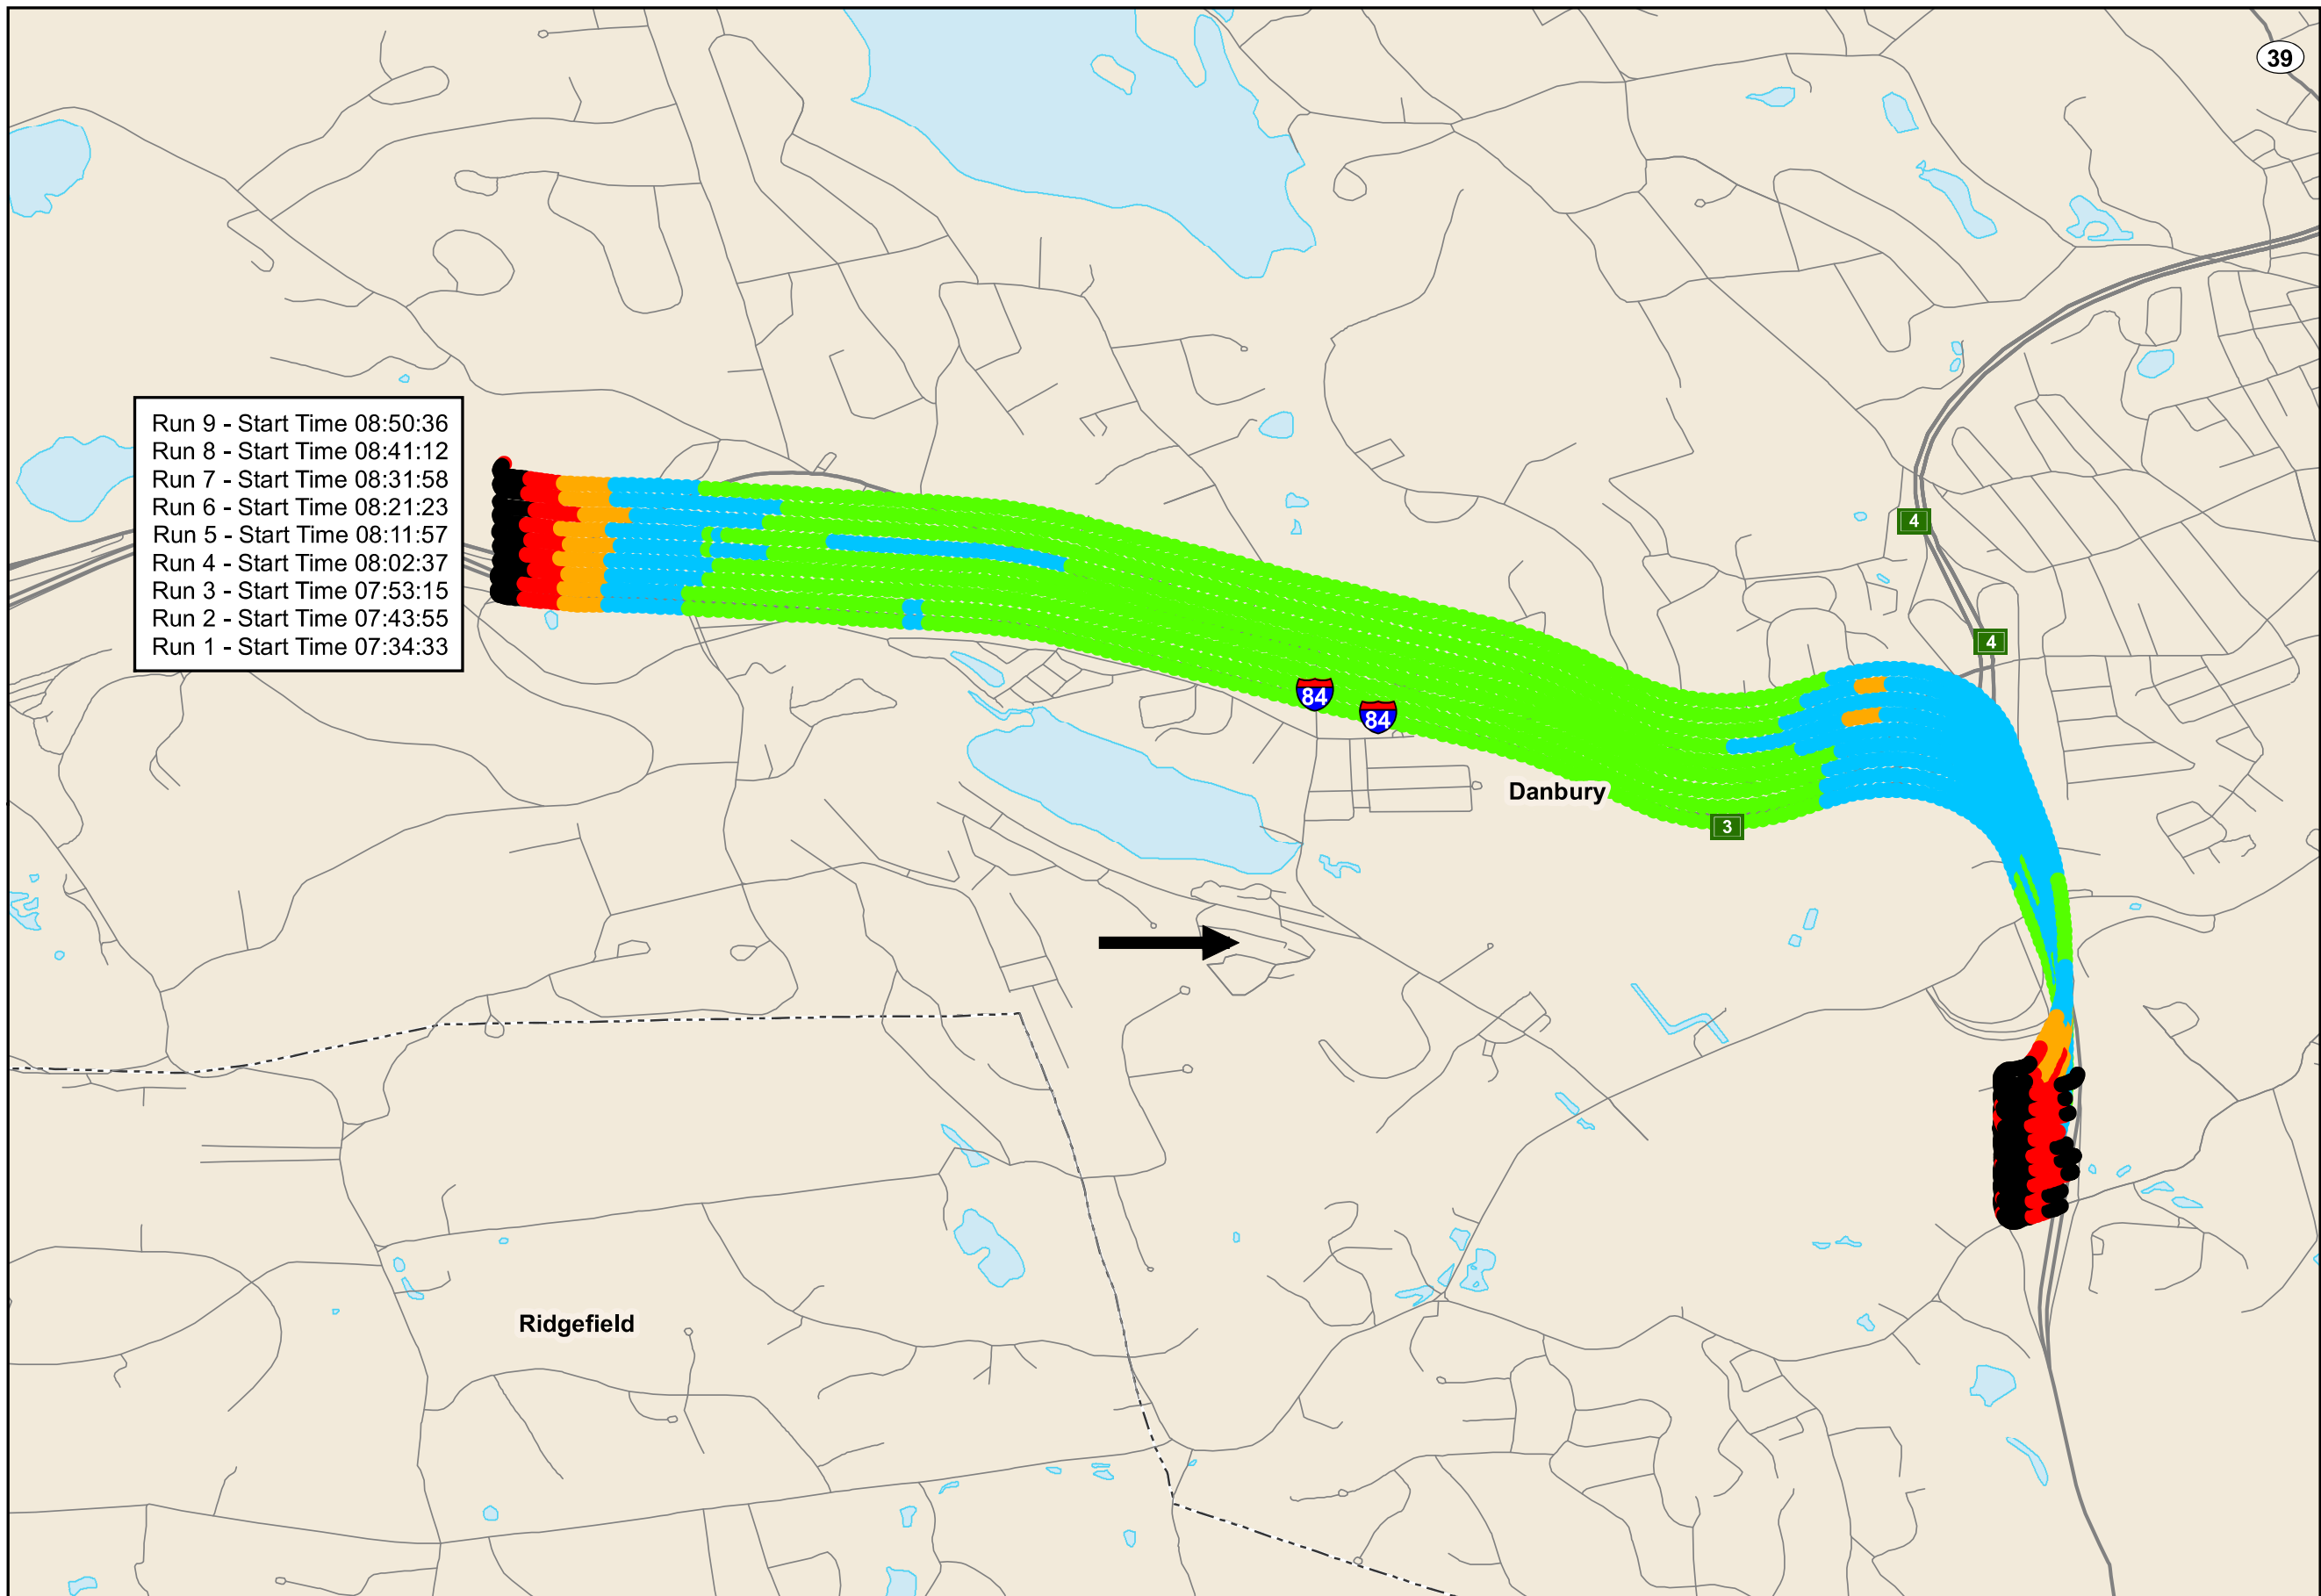 39
Run 9 - Start Time 08:50:36
Run 8 - Start Time 08:41:12
Run 7 - Start Time 08:31:58
Run 6 - Start Time 08:21:23
Run 5 - Start Time 08:11:57
Run 4 - Start Time 08:02:37
Run 3 - Start Time 07:53:15
Run 2 - Start Time 07:43:55
Run 1 - Start Time 07:34:33
4
4
84
84
Danbury
3
Ridgefield